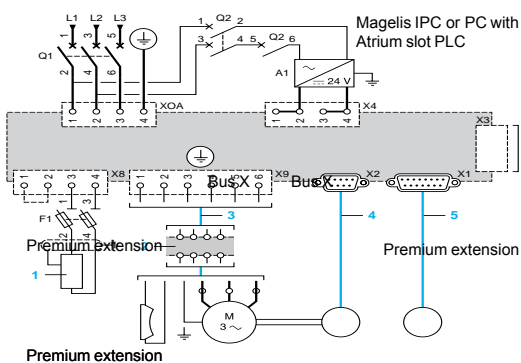 L1 L2 L3
1 3 5
Q1
2 4 6
1 Q2 2
3 4 5 Q2 6
Magelis IPC or PC with
Atrium slot PLC
A1
24 V
X0A
1 2 3 4
X4
1 2 3 4
X3
X8
1 2 3 4
X9
1 2 3 4 5 6
Bus X
Bus X
X2
X1
F1
1 3
2 4
3
4
5
Premium extension
2
1
Premium extension
M
3
Premium extension